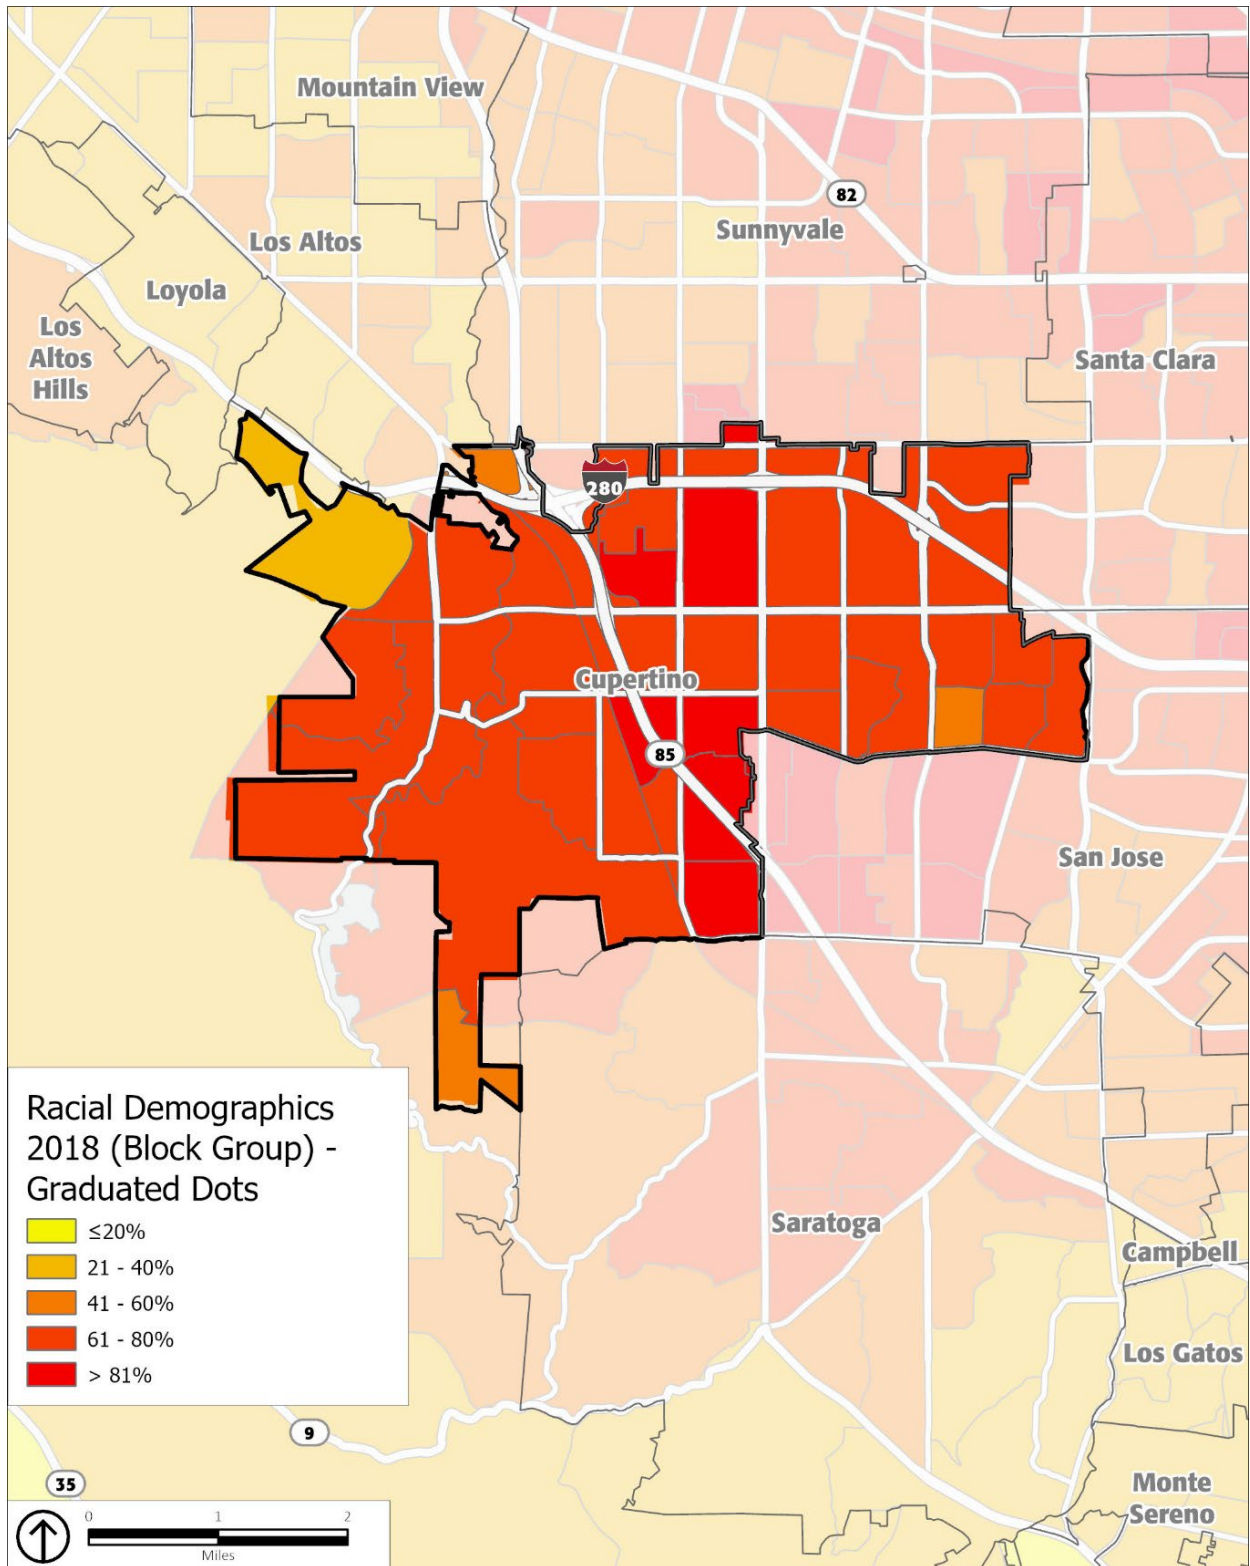 Mountain View
82
Sunnyvale
Los Altos
Loyola
Los
Altos
Hills
Santa Clara
280
Cupertino
85
San Jose
Racial Demographics
2018 (Block Group) -
Graduated Dots
≤20%
21 - 40%
41 - 60%
61 - 80%
> 81%
Saratoga
Campbell
Los Gatos
9
35
Monte
Sereno
0 1 2
Miles